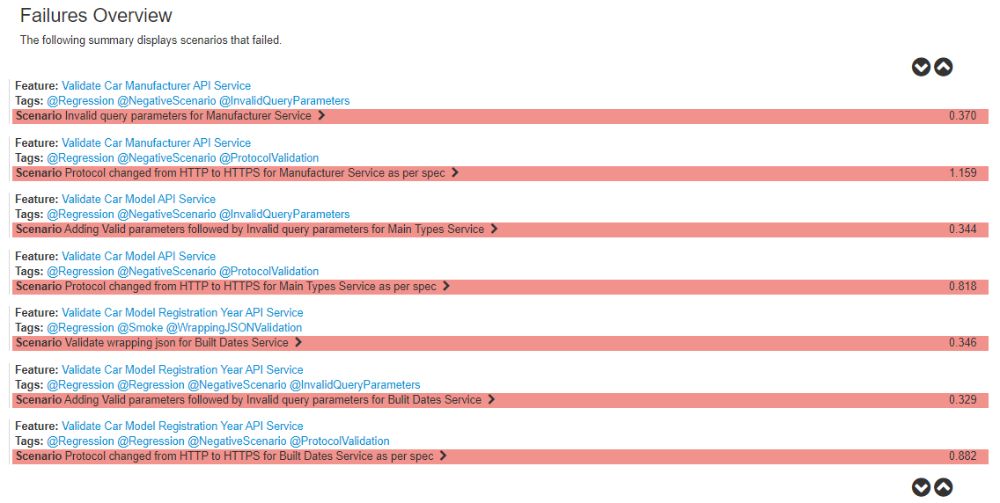 Failures Overview
The following summary displays scenarios that failed.
Feature: Validate Car Manufacturer API Service
Tags: @Regression @NegativeScenario @InvalidQueryParameters
Scenario Invalid query parameters for Manufacturer Service 0.370
Feature: Validate Car Manufacturer API Service
Tags: @Regression @NegativeScenario @ProtocolValidation
Scenario Protocol changed from HTTP to HTTPS for Manufacturer Service as per spec 1.159
Feature: Validate Car Model API Service
Tags: @Regression @NegativeScenario @InvalidQueryParameters
Scenario Adding Valid parameters followed by Invalid query parameters for Main Types Service 0.344
Feature: Validate Car Model API Service
Tags: @Regression @NegativeScenario @ProtocolValidation
Scenario Protocol changed from HTTP to HTTPS for Main Types Service as per spec 0.818
Feature: Validate Car Model Registration Year API Service
Tags: @Regression @Smoke @WrappingJSONValidation
Scenario Validate wrapping json for Built Dates Service 0.346
Feature: Validate Car Model Registration Year API Service
Tags: @Regression @Regression @NegativeScenario @InvalidQueryParameters
Scenario Adding Valid parameters followed by Invalid query parameters for Bulit Dates Service 0.329
Feature: Validate Car Model Registration Year API Service
Tags: @Regression @Regression @NegativeScenario @ProtocolValidation
Scenario Protocol changed from HTTP to HTTPS for Built Dates Service as per spec 0.882